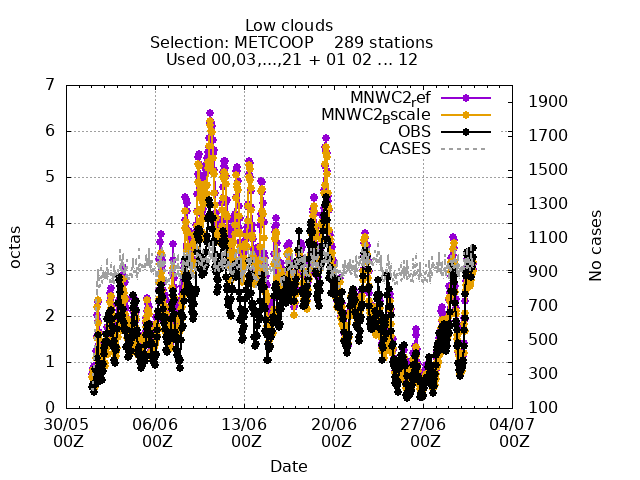 Low clouds
Selection: METCOOP 289 stations
Used 00,03,...,21 + 01 02 ... 12
MNWC2ref
MNWC2Bscale
OBS
CASES
octas
7
6
5
4
3
2
1
0
No cases
1900
1700
1500
1300
1100
900
700
500
300
100
30/05 06/06 13/06 20/06 27/06 04/07
00Z 00Z 00Z 00Z 00Z 00Z
Date